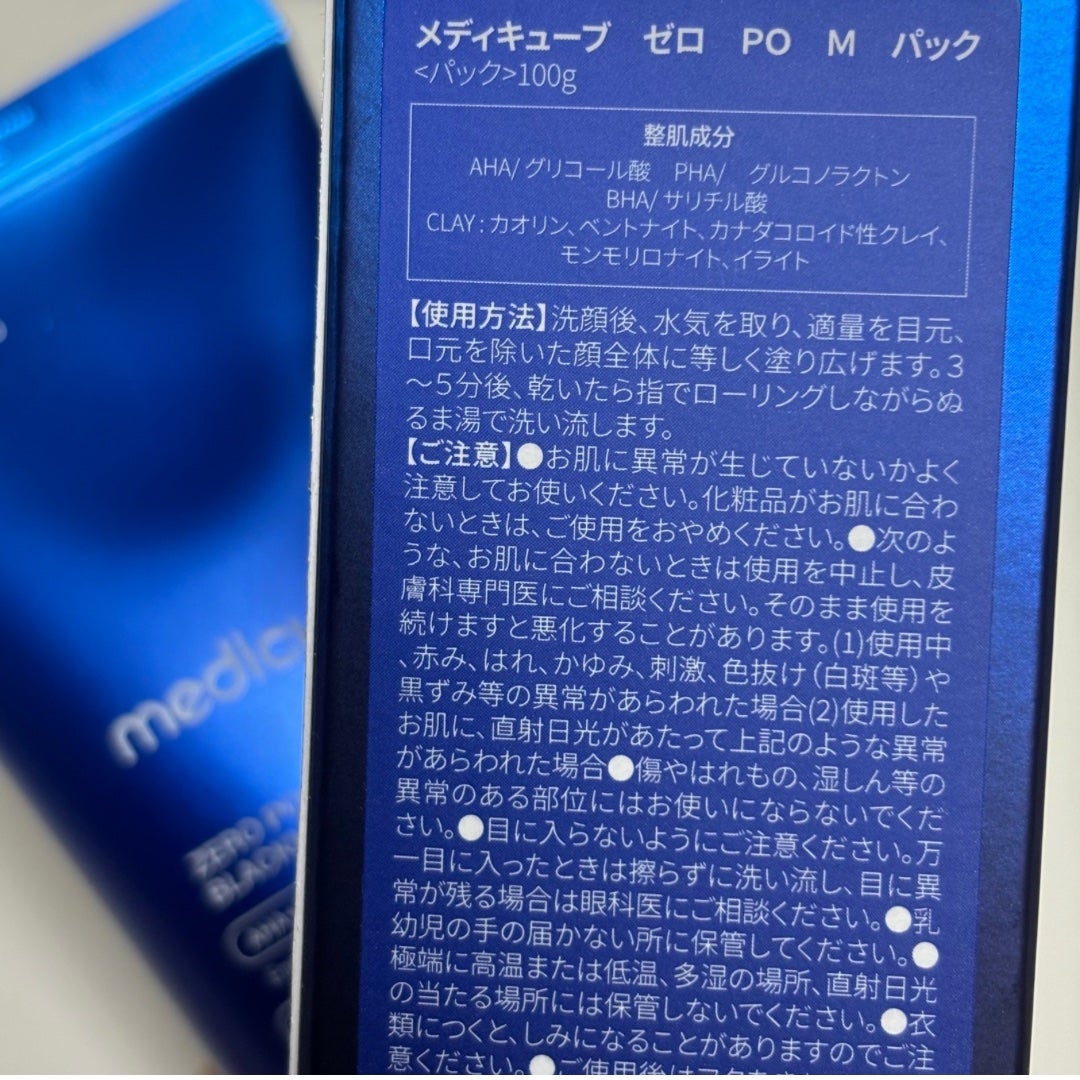 メディキューブ ゼロ PO M パック
<パック>100g
整肌成分
AHA/ グリコール酸 PHA/ グルコノラクトン
BHA/ サリチル酸
CLAY : カオリン、ベントナイト、カナダコロイド性クレイ、
モンモリロナイト、イライト
【使用方法】洗顔後、水気を取り、適量を目元、
口元を除いた顔全体に等しく塗り広げます。3
～5分後、乾いたら指でローリングしながらぬ
るま湯で洗い流します。
【ご注意】●お肌に異常が生じていないかよく
注意してお使いください。化粧品がお肌に合わ
ないときは、ご使用をおやめください。●次のよ
うな、お肌に合わないときは使用を中止し、皮
膚科専門医にご相談ください。そのまま使用を
続けますと悪化することがあります。(1)使用中
、赤み、はれ、かゆみ、刺激、色抜け（白斑等）や
黒ずみ等の異常があらわれた場合(2)使用した
お肌に、直射日光があたって上記のような異常
があらわれた場合●傷やはれもの、湿しん等の
異常のある部位にはお使いにならないでくだ
さい。●目に入らないようにご注意ください。万
一目に入ったときは擦らずに洗い流し、目に異
常が残る場合は眼科医にご相談ください。●乳
幼児の手の届かない所に保管してください。●
極端に高温または低温、多湿の場所、直射日光
の当たる場所には保管しないでください。●衣
類につくと、しみになることがありますのでご注
意ください。●ご使用後は
medicu
ZERO
BLACK
AHA